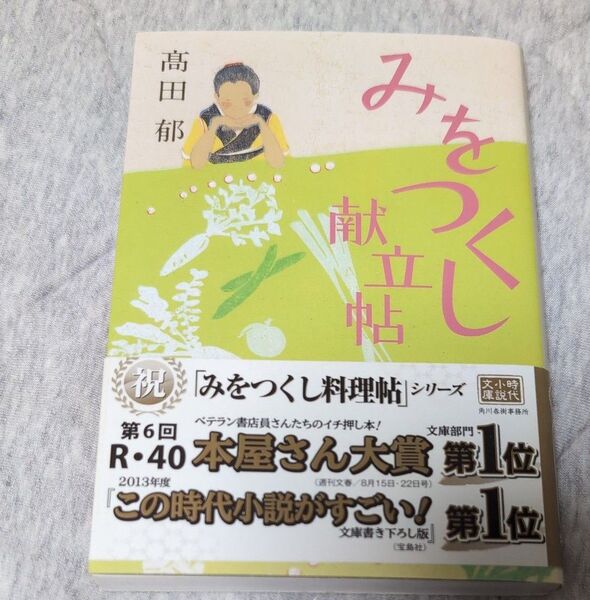 みをつくし
献立帖
髙田 郁
祝
「みをつくし料理帖」シリーズ
時代
小説
文庫
角川春樹事務所
ベテラン書店員さんたちのイチ押し本!
第6回
R・40
本屋さん大賞
文庫部門
第1位
(週刊文春/8月15日・22日号)
2013年度
『この時代小説がすごい!
文庫書き下ろし版』
第1位
(宝島社)